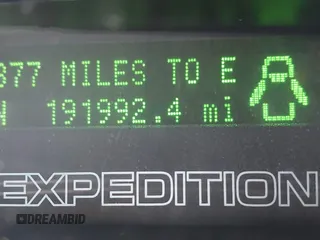 377 MILES TO E
191992.4 mi
EXPEDITION
DREAMBID